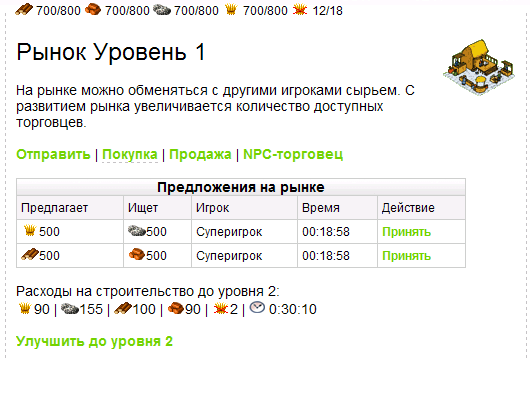 700/800 700/800 700/800 700/800 12/18
Рынок Уровень 1
На рынке можно обменяться с другими игроками сырьем. С
развитием рынка увеличивается количество доступных
торговцев.
Отправить | Покупка | Продажа | NPC-торговец
Предложения на рынке
Предлагает Ищет Игрок Время Действие
500 500 Суперигрок 00:18:58 Принять
500 500 Суперигрок 00:18:58 Принять
Расходы на строительство до уровня 2:
90 | 155 | 100 | 90 | 2 | 0:30:10
Улучшить до уровня 2